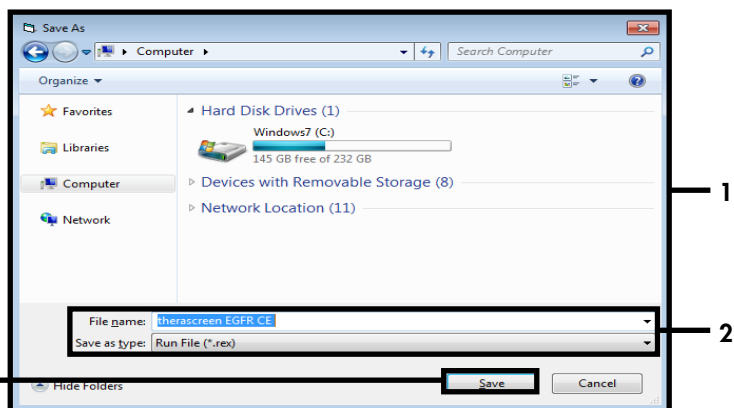 Save As
Computer
Search Computer
Organize
Favorites
Hard Disk Drives (1)
Windows7 (C:)
145 GB free of 232 GB
Libraries
Computer
Devices with Removable Storage (8)
1
Network
Network Location (11)
File name: therascreen EGFR CE
Save as type: Run File (*.rex)
2
Hide Folders
Save
Cancel